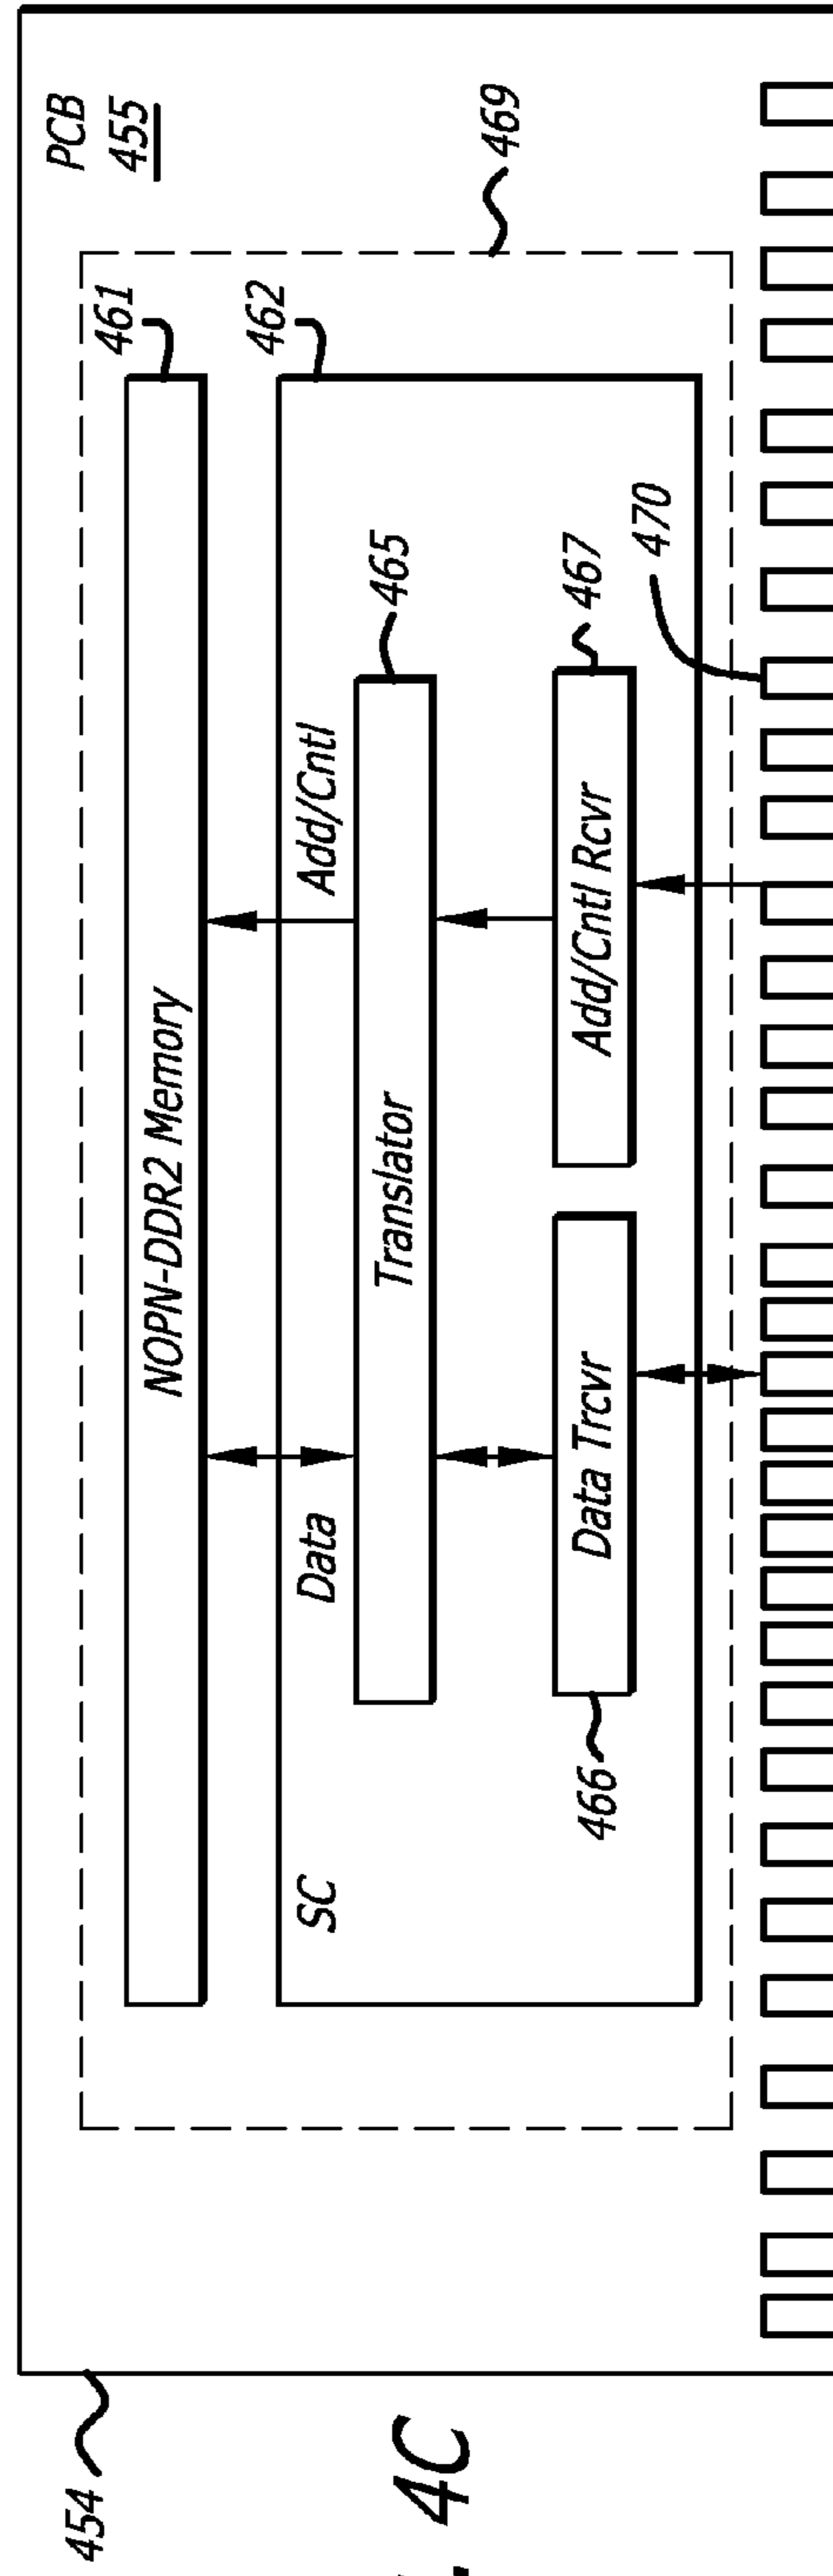 PCB
455
469
461
NOPN-DDR2 Memory
462
Data
Add/Cntl
SC
Translator
465
466
Data Trcvr
Add/Cntl Rcvr
467
470
454
. 4C